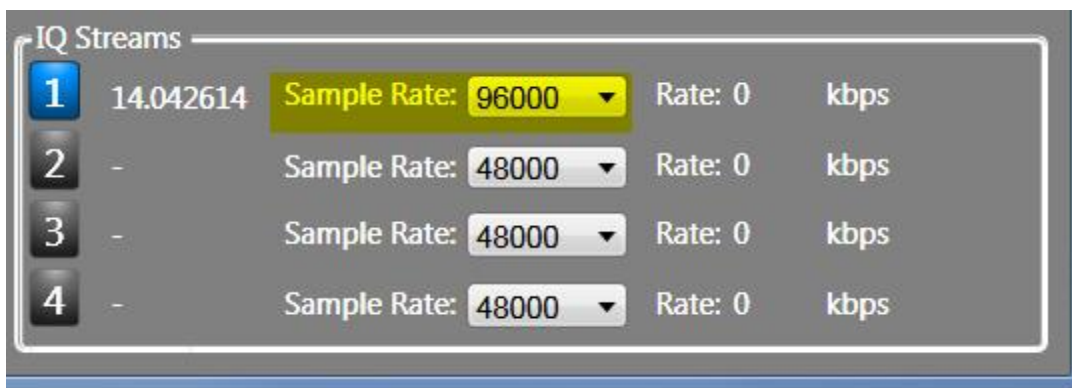 IQ Streams
1 14.042614 Sample Rate: 96000 Rate: 0 kbps
2 - Sample Rate: 48000 Rate: 0 kbps
3 - Sample Rate: 48000 Rate: 0 kbps
4 - Sample Rate: 48000 Rate: 0 kbps